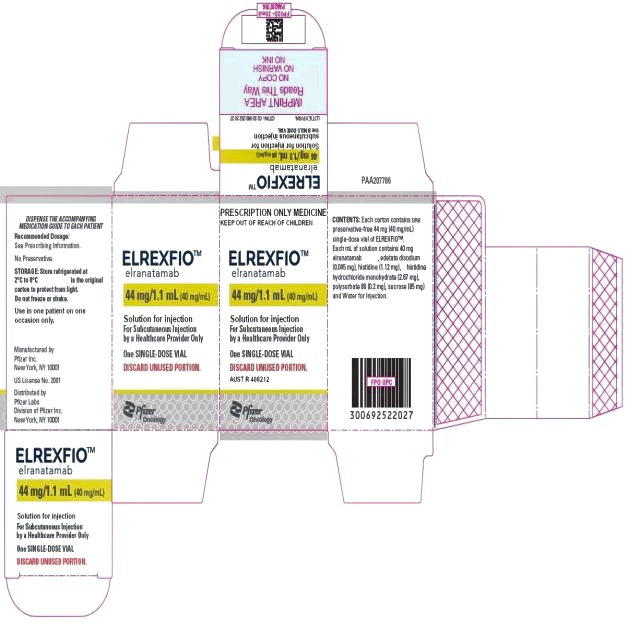 PAA207766
IMPRINT AREA
Reads This Way
NO COPY
NO VARNISH
NO INK
Solution for injection for
subcutaneous injection
One SINGLE-DOSE VIAL
ELREXFIO™
elranatamab
44 mg/1.1 mL (40 mg/mL)
PAA207766
DISPENSE THE ACCOMPANYING
MEDICATION GUIDE TO EACH PATIENT
Recommended Dosage:
See Prescribing Information.
No Preservative.
STORAGE: Store refrigerated at
2°C to 8°C in the original
carton to protect from light.
Do not freeze or shake.
Use in one patient on one
occasion only.
Manufactured by
Pfizer Inc.
New York, NY 10001
US License No. 2001
Distributed by
Pfizer Labs
Division of Pfizer Inc.
New York, NY 10001
ELREXFIO™
elranatamab
44 mg/1.1 mL (40 mg/mL)
Solution for injection
For Subcutaneous Injection
by a Healthcare Provider Only
One SINGLE-DOSE VIAL
DISCARD UNUSED PORTION.
Pfizer
Oncology
PRESCRIPTION ONLY MEDICINE
KEEP OUT OF REACH OF CHILDREN
ELREXFIO™
elranatamab
44 mg/1.1 mL (40 mg/mL)
Solution for injection
For Subcutaneous Injection
by a Healthcare Provider Only
One SINGLE-DOSE VIAL
DISCARD UNUSED PORTION.
AUST R 406212
Pfizer
Oncology
CONTENTS: Each carton contains one
preservative-free 44 mg (40 mg/mL)
single-dose vial of ELREXFIO™.
Each mL of solution contains 40 mg
elranatamab , edetate disodium
(0.045 mg), histidine (1.12 mg), histidine
hydrochloride monohydrate (2.67 mg),
polysorbate 80 (0.2 mg), sucrose (85 mg)
and Water for Injection.
FPO UPC
300692522027
ELREXFIO™
elranatamab
44 mg/1.1 mL (40 mg/mL)
Solution for injection
For Subcutaneous Injection
by a Healthcare Provider Only
One SINGLE-DOSE VIAL
DISCARD UNUSED PORTION.